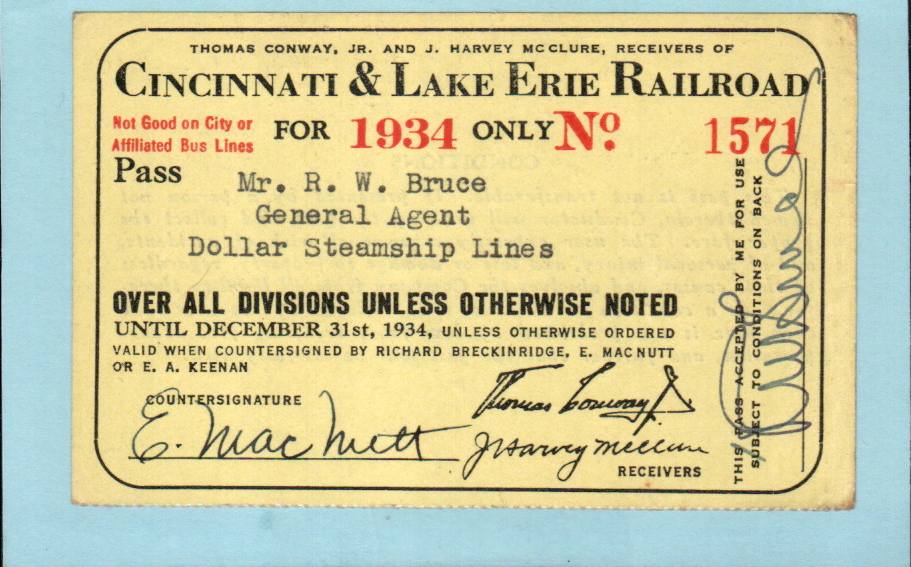 THOMAS CONWAY, JR. AND J. HARVEY MCCLURE, RECEIVERS OF
CINCINNATI & LAKE ERIE RAILROAD
Not Good on City or
Affiliated Bus Lines
FOR 1934 ONLY No. 1571
Pass
Mr. R. W. Bruce
General Agent
Dollar Steamship Lines
OVER ALL DIVISIONS UNLESS OTHERWISE NOTED
UNTIL DECEMBER 31st, 1934, UNLESS OTHERWISE ORDERED
VALID WHEN COUNTERSIGNED BY RICHARD BRECKINRIDGE, E. MACNUTT
OR E. A. KEENAN
COUNTERSIGNATURE
E. MacNutt
Thomas Conway Jr
J Harvey McClure
RECEIVERS
THIS PASS ACCEPTED BY ME FOR USE
SUBJECT TO CONDITIONS ON BACK